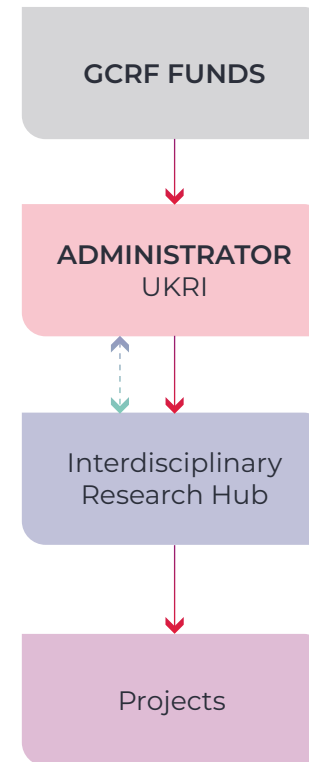 GCRF FUNDS
ADMINISTRATOR
UKRI
Interdisciplinary
Research Hub
Projects